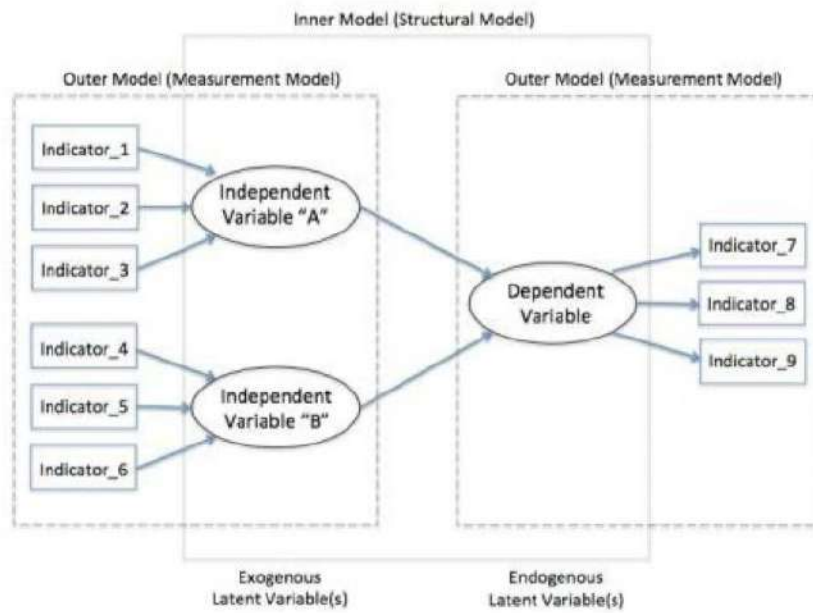 Inner Model (Structural Model)
Outer Model (Measurement Model)
Outer Model (Measurement Model)
Indicator_1
Indicator_2
Indicator_3
Independent
Variable "A"
Indicator_4
Indicator_5
Indicator_6
Independent
Variable "B"
Dependent
Variable
Indicator_7
Indicator_8
Indicator_9
Exogenous
Latent Variable(s)
Endogenous
Latent Variable(s)